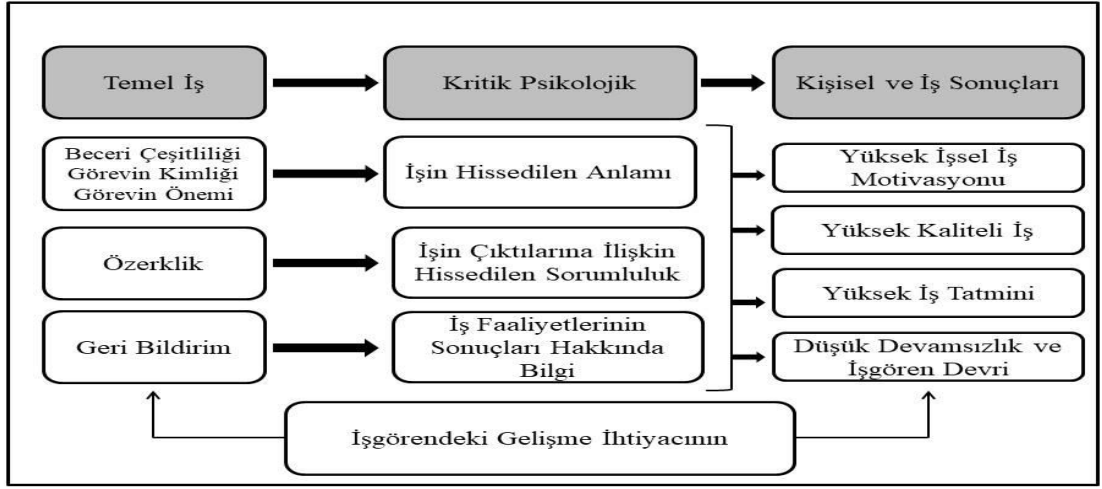 Temel İş
Kritik Psikolojik
Kişisel ve İş Sonuçları
Beceri Çeşitliliği
Görevin Kimliği
Görevin Önemi
İşin Hissedilen Anlamı
Yüksek İşsel İş
Motivasyonu
Yüksek Kaliteli İş
Özerklik
İşin Çıktılarına İlişkin
Hissedilen Sorumluluk
Yüksek İş Tatmini
Geri Bildirim
İş Faaliyetlerinin
Sonuçları Hakkında
Bilgi
Düşük Devamsızlık ve
İşgören Devri
İşgörendeki Gelişme İhtiyacının